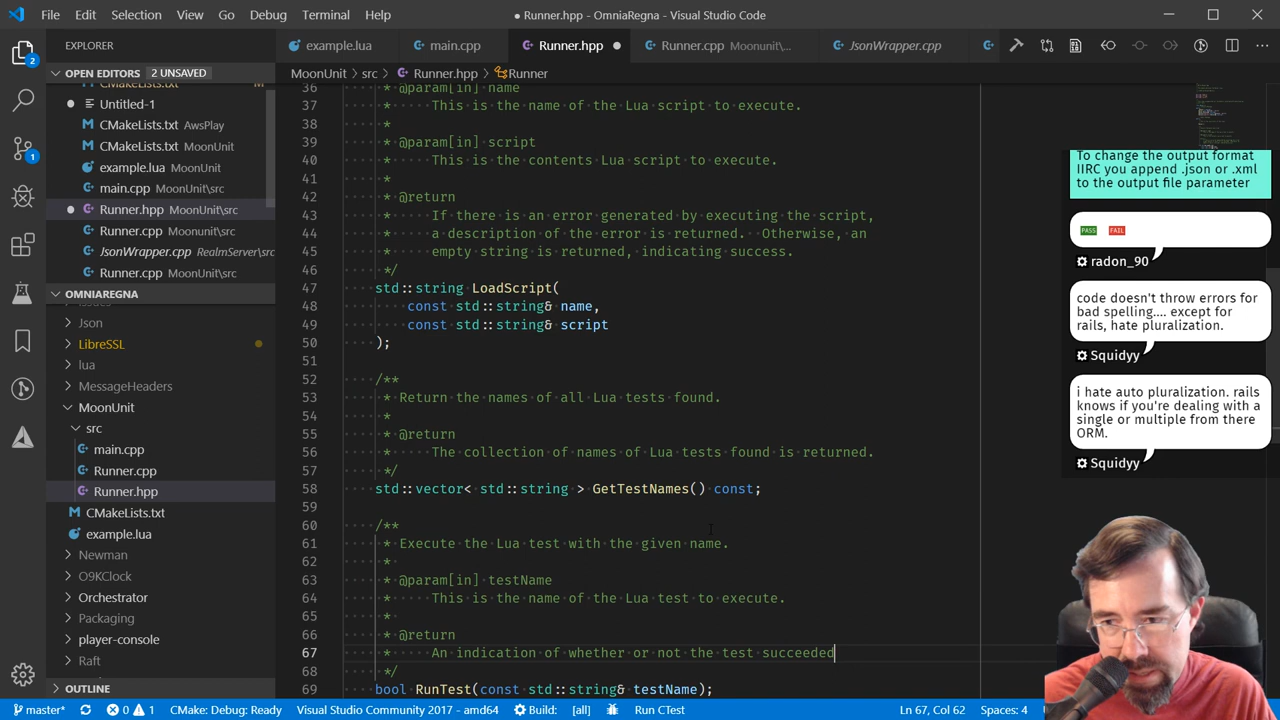 File Edit Selection View Go Debug Terminal Help
● Runner.hpp - OmniaRegna - Visual Studio Code
EXPLORER
example.lua
main.cpp
Runner.hpp ●
Runner.cpp Moonunit\...
JsonWrapper.cpp
OPEN EDITORS 2 UNSAVED
CMakeLists.txt
Untitled-1
CMakeLists.txt AwsPlay
CMakeLists.txt MoonUnit
example.lua MoonUnit
main.cpp MoonUnit\src
Runner.hpp MoonUnit\src
Runner.cpp Moonunit\src
JsonWrapper.cpp RealmServer\src
Runner.cpp MoonUnit\src
OMNIAREGNA
Issues
Json
LibreSSL
lua
MessageHeaders
MoonUnit
src
main.cpp
Runner.cpp
Runner.hpp
CMakeLists.txt
example.lua
Newman
O9KClock
Orchestrator
Packaging
player-console
Raft
OUTLINE
MoonUnit > src > Runner.hpp > Runner
36 * @param[in] name
37 * This is the name of the Lua script to execute.
38 *
39 * @param[in] script
40 * This is the contents Lua script to execute.
41 *
42 * @return
43 * If there is an error generated by executing the script,
44 * a description of the error is returned. Otherwise, an
45 * empty string is returned, indicating success.
46 */
47 std::string LoadScript(
48 const std::string& name,
49 const std::string& script
50 );
51
52 /**
53 * Return the names of all Lua tests found.
54 *
55 * @return
56 * The collection of names of Lua tests found is returned.
57 */
58 std::vector< std::string > GetTestNames() const;
59
60 /**
61 * Execute the Lua test with the given name.
62 *
63 * @param[in] testName
64 * This is the name of the Lua test to execute.
65 *
66 * @return
67 * An indication of whether or not the test succeeded
68 */
69 bool RunTest(const std::string& testName);
To change the output format
IIRC you append .json or .xml
to the output file parameter
PASS FAIL
radon_90
code doesn't throw errors for
bad spelling.... except for
rails, hate pluralization.
Squidyy
i hate auto pluralization. rails
knows if you're dealing with a
single or multiple from there
ORM.
Squidyy
master* 0 1 CMake: Debug: Ready Visual Studio Community 2017 - amd64 Build: [all] Run CTest Ln 67, Col 62 Spaces: 4